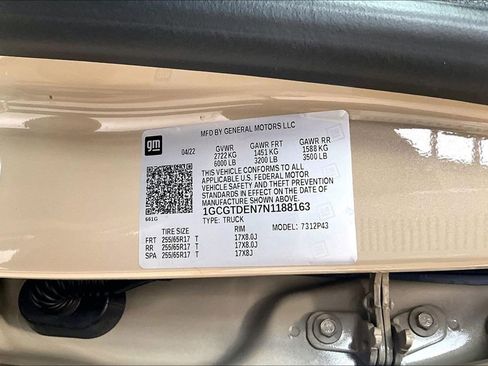 gm
MFD BY GENERAL MOTORS LLC
04/22 GVWR GAWR FRT GAWR RR
2722 KG 1451 KG 1588 KG
6000 LB 3200 LB 3500 LB
THIS VEHICLE CONFORMS TO ALL
APPLICABLE U.S. FEDERAL MOTOR
VEHICLE SAFETY AND THEFT PREVENTION
STANDARDS IN EFFECT ON THE DATE OF
MANUFACTURE SHOWN ABOVE.
661G 1GCGTDEN7N1188163
TYPE: TRUCK
TIRE SIZE RIM MODEL: 7312P43
FRT 255/65R17 T 17X8.0J
RR 255/65R17 T 17X8.0J
SPA 255/65R17 T 17X8J